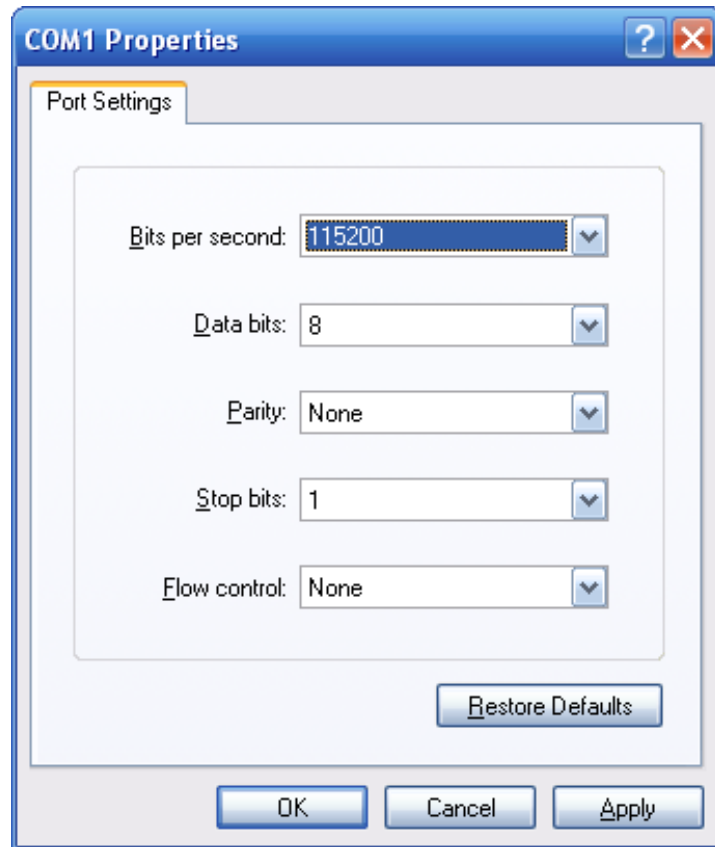 COM1 Properties
Port Settings
Bits per second: 115200
Data bits: 8
Parity: None
Stop bits: 1
Flow control: None
Restore Defaults
OK Cancel Apply